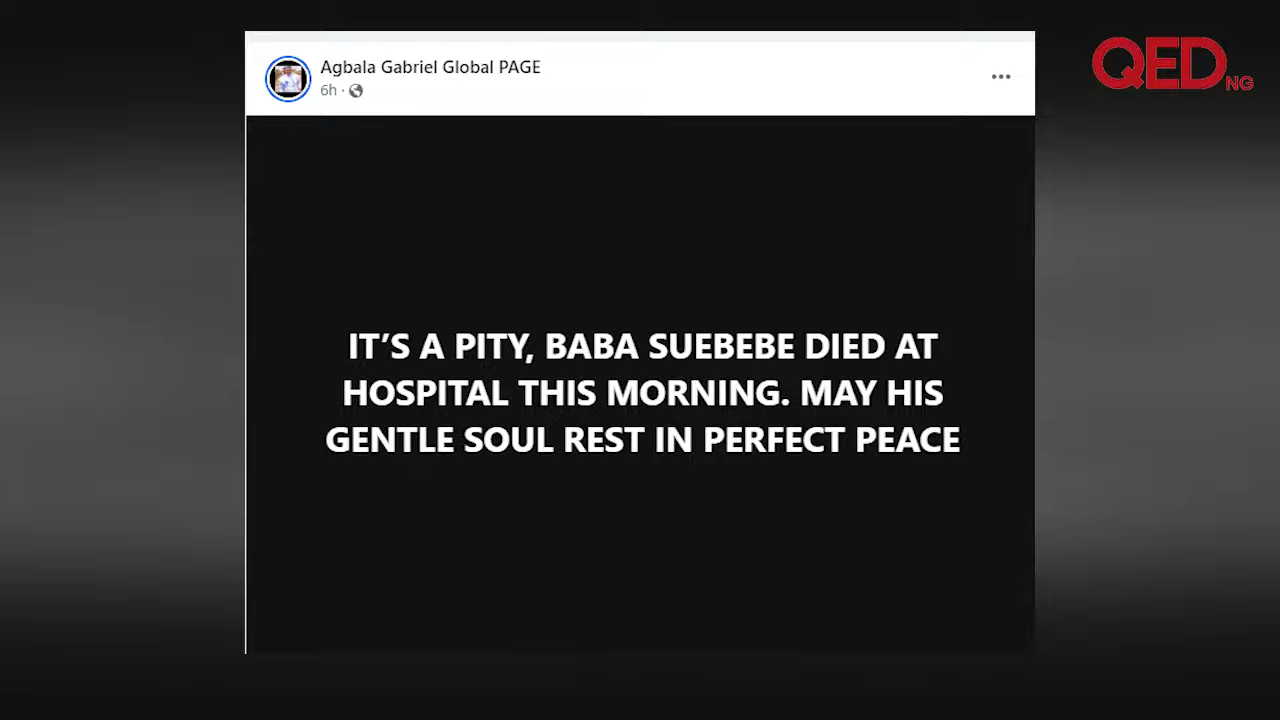 Agbala Gabriel Global PAGE
6h ·
QED NG
IT’S A PITY, BABA SUEBEBE DIED AT
HOSPITAL THIS MORNING. MAY HIS
GENTLE SOUL REST IN PERFECT PEACE